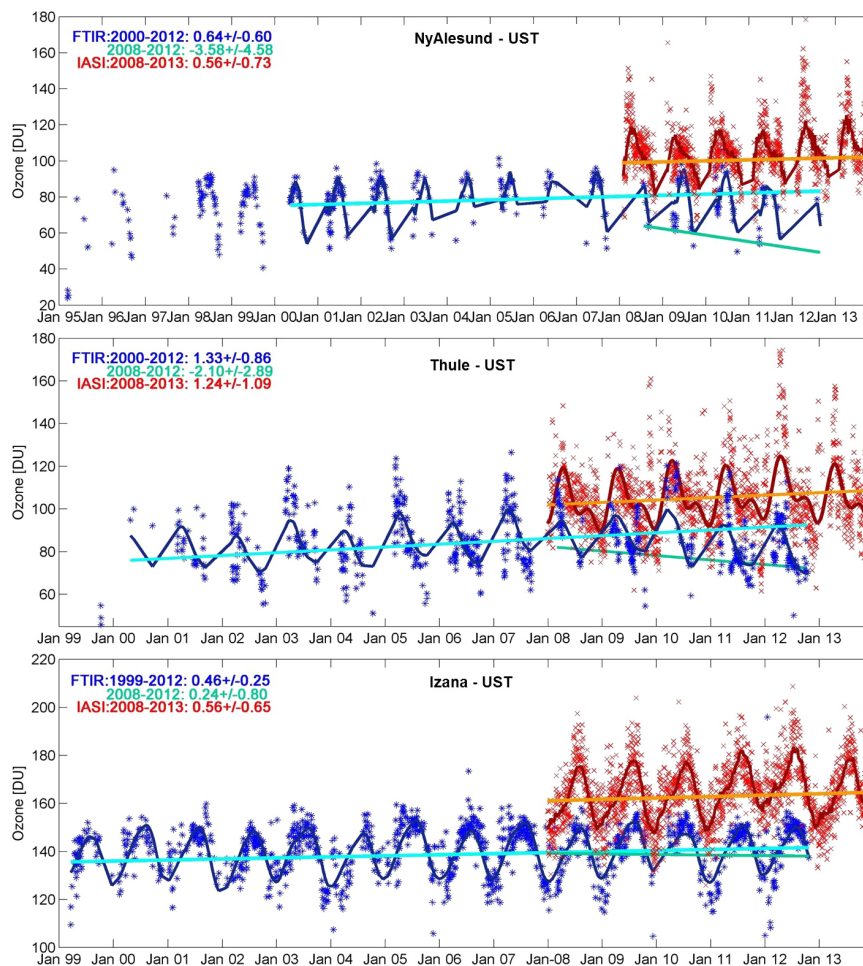 NyAlesund - UST
FTIR:2000-2012: 0.64+/-0.60
2008-2012: -3.58+/-4.58
IASI:2008-2013: 0.56+/-0.73
Ozone [DU]
180
160
140
120
100
80
60
40
20
Jan 95 Jan 96 Jan 97 Jan 98 Jan 99 Jan 00 Jan 01 Jan 02 Jan 03 Jan 04 Jan 05 Jan 06 Jan 07 Jan 08 Jan 09 Jan 10 Jan 11 Jan 12 Jan 13
Thule - UST
FTIR:2000-2012: 1.33+/-0.86
2008-2012: -2.10+/-2.89
IASI:2008-2013: 1.24+/-1.09
Ozone [DU]
180
160
140
120
100
80
60
Jan 99 Jan 00 Jan 01 Jan 02 Jan 03 Jan 04 Jan 05 Jan 06 Jan 07 Jan-08 Jan 09 Jan 10 Jan 11 Jan 12 Jan 13
Izana - UST
FTIR:1999-2012: 0.46+/-0.25
2008-2012: 0.24+/-0.80
IASI:2008-2013: 0.56+/-0.65
Ozone [DU]
220
200
180
160
140
120
100
Jan 99 Jan 00 Jan 01 Jan 02 Jan 03 Jan 04 Jan 05 Jan 06 Jan 07 Jan-08 Jan 09 Jan 10 Jan 11 Jan 12 Jan 13